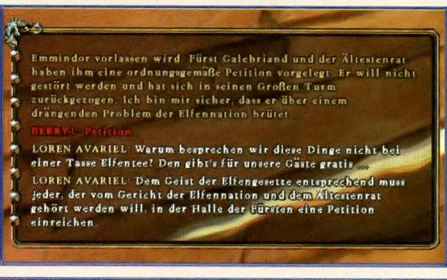 Emmindor vorlassen wird. Fürst Galebriand und der Ältestenrat
haben ihm eine ordnungsgemäße Petition vorgelegt. Er will nicht
gestört werden und hat sich in seinen Großen Turm
zurückgezogen. Ich bin mir sicher, dass er über einem
drängenden Problem der Elfennation brütet.
BERRYL: Petition
LOREN AVARIEL: Warum besprechen wir diese Dinge nicht bei
einer Tasse Elfentee? Den gibt's für unsere Gäste gratis ...
LOREN AVARIEL: Dem Geist der Elfengesetze entsprechend muss
jeder, der vom Gericht der Elfennation und dem Ältestenrat
gehört werden will, in der Halle der Fürsten eine Petition
einreichen.